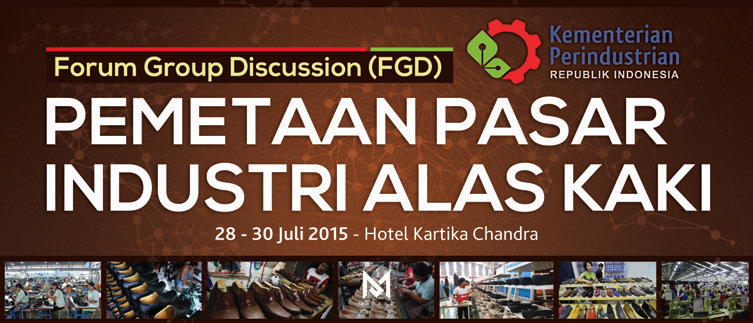 Forum Group Discussion (FGD)
Kementerian
Perindustrian
REPUBLIK INDONESIA
PEMETAAN PASAR
INDUSTRI ALAS KAKI
28 - 30 Juli 2015 - Hotel Kartika Chandra